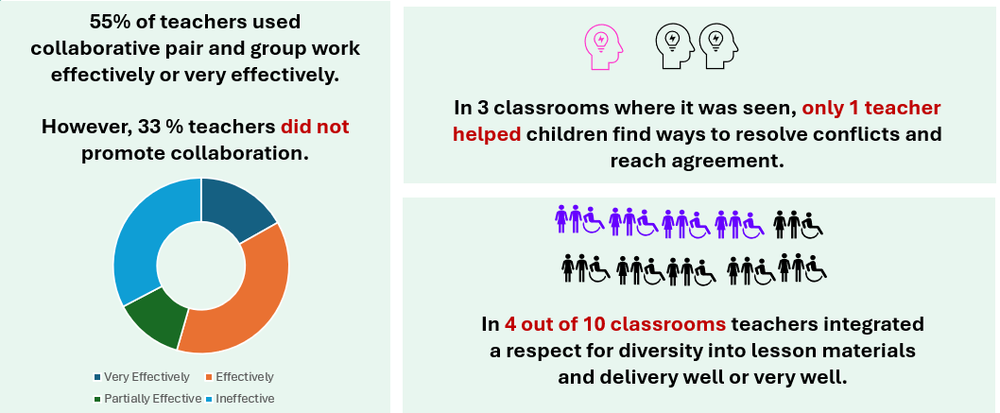 55% of teachers used
collaborative pair and group work
effectively or very effectively.
However, 33 % teachers did not
promote collaboration.
Very Effectively
Effectively
Partially Effective
Ineffective
In 3 classrooms where it was seen, only 1 teacher
helped children find ways to resolve conflicts and
reach agreement.
In 4 out of 10 classrooms teachers integrated
a respect for diversity into lesson materials
and delivery well or very well.